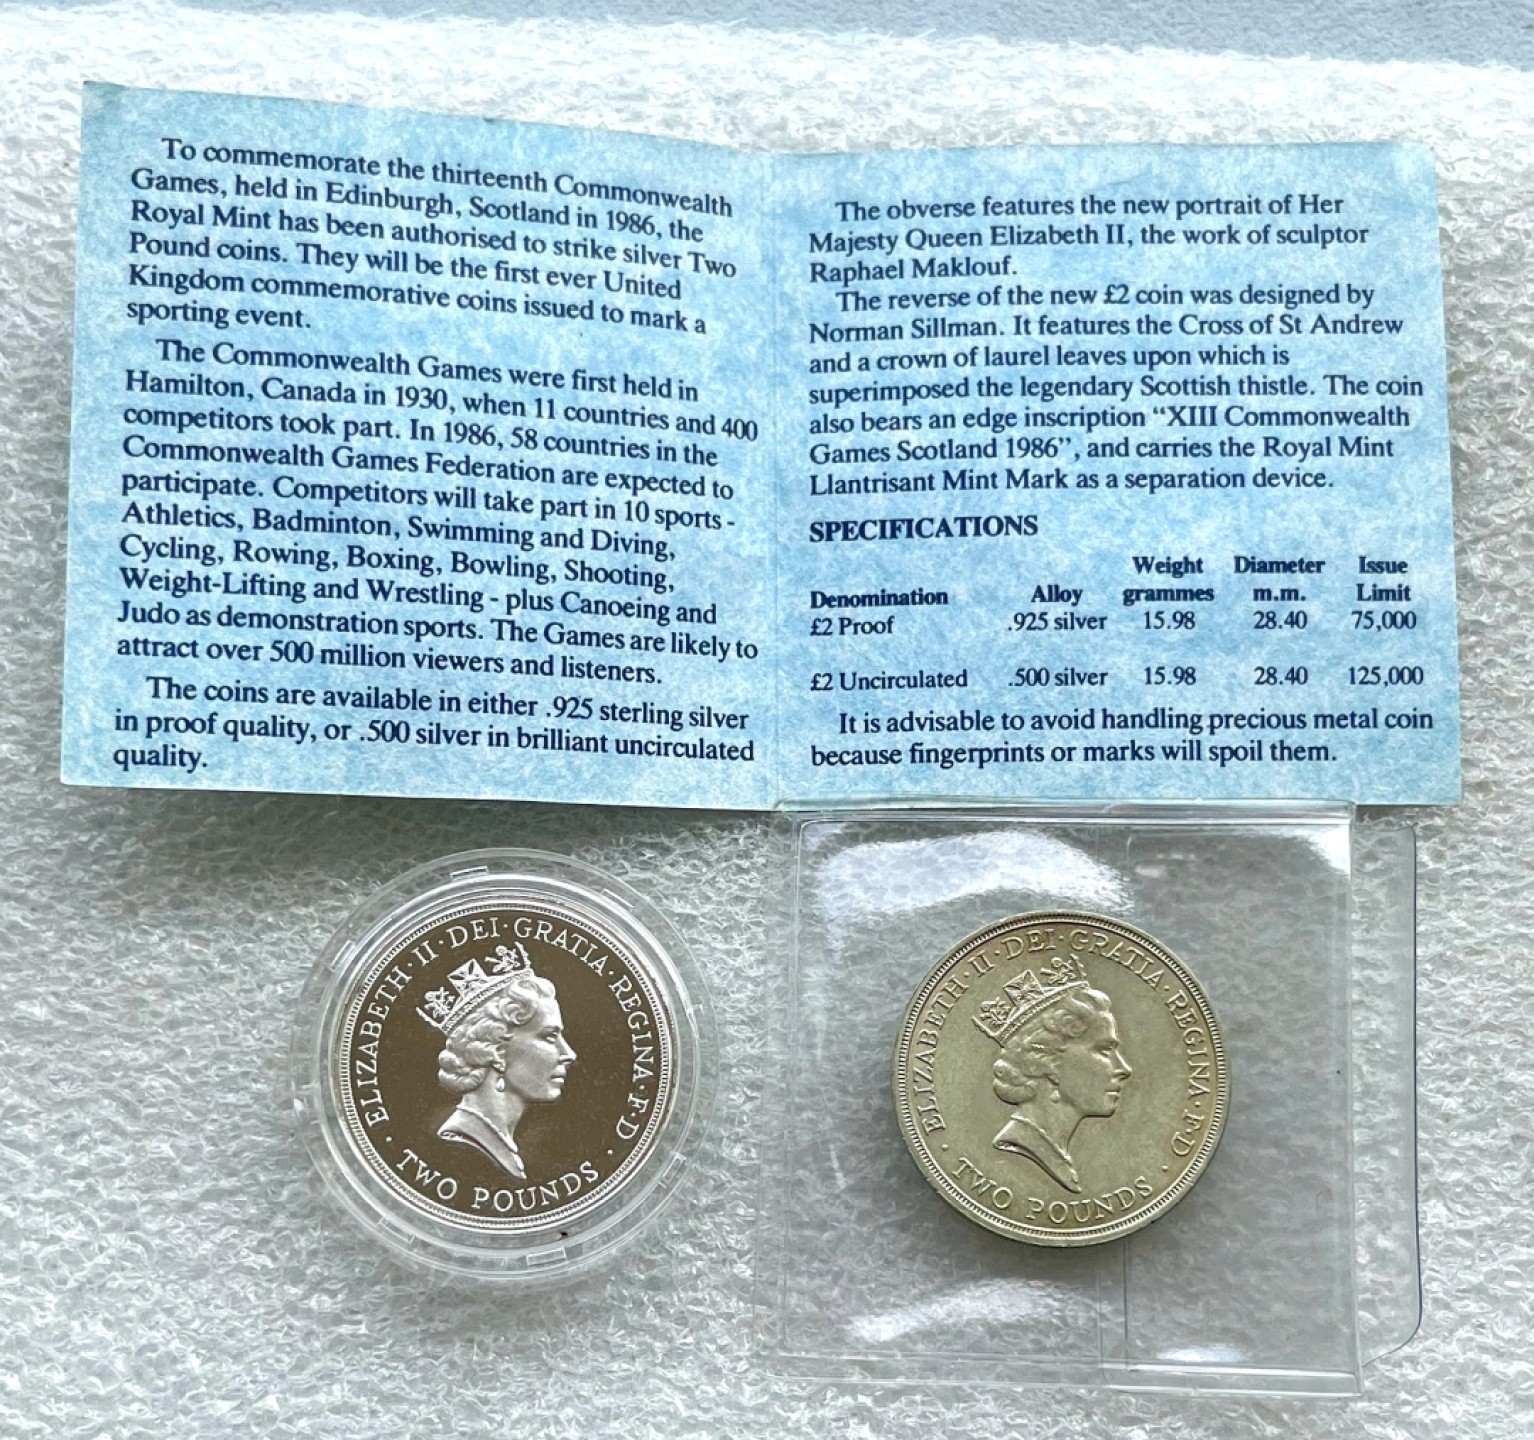 To commemorate the thirteenth Commonwealth
Games, held in Edinburgh, Scotland in 1986, the
Royal Mint has been authorised to strike silver Two
Pound coins. They will be the first ever United
Kingdom commemorative coins issued to mark a
sporting event.
The Commonwealth Games were first held in
Hamilton, Canada in 1930, when 11 countries and 400
competitors took part. In 1986, 58 countries in the
Commonwealth Games Federation are expected to
participate. Competitors will take part in 10 sports -
Athletics, Badminton, Swimming and Diving,
Cycling, Rowing, Boxing, Bowling, Shooting,
Weight-Lifting and Wrestling - plus Canoeing and
Judo as demonstration sports. The Games are likely to
attract over 500 million viewers and listeners.
The coins are available in either .925 sterling silver
in proof quality, or .500 silver in brilliant uncirculated
quality.
The obverse features the new portrait of Her
Majesty Queen Elizabeth II, the work of sculptor
Raphael Maklouf.
The reverse of the new £2 coin was designed by
Norman Sillman. It features the Cross of St Andrew
and a crown of laurel leaves upon which is
superimposed the legendary Scottish thistle. The coin
also bears an edge inscription “XIII Commonwealth
Games Scotland 1986”, and carries the Royal Mint
Llantrisant Mint Mark as a separation device.
SPECIFICATIONS
Weight Diameter Issue
Denomination Alloy grammes m.m. Limit
£2 Proof .925 silver 15.98 28.40 75,000
£2 Uncirculated .500 silver 15.98 28.40 125,000
It is advisable to avoid handling precious metal coin
because fingerprints or marks will spoil them.
ELIZABETH·II·DEI·GRATIA·REGINA·F·D·
TWO POUNDS
ELIZABETH·II·DEI·GRATIA·REGINA·F·D·
TWO POUNDS